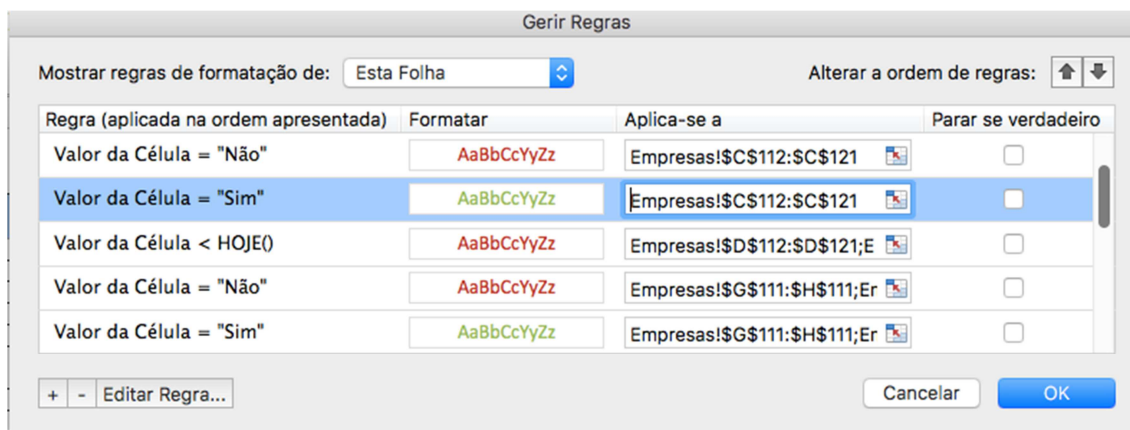 Gerir Regras
Mostrar regras de formatação de: Esta Folha Alterar a ordem de regras:
Regra (aplicada na ordem apresentada) Formatar Aplica-se a Parar se verdadeiro
Valor da Célula = "Não" AaBbCcYyZz Empresas!$C$112:$C$121
Valor da Célula = "Sim" AaBbCcYyZz Empresas!$C$112:$C$121
Valor da Célula < HOJE() AaBbCcYyZz Empresas!$D$112:$D$121;E
Valor da Célula = "Não" AaBbCcYyZz Empresas!$G$111:$H$111;Er
Valor da Célula = "Sim" AaBbCcYyZz Empresas!$G$111:$H$111;Er
+ - Editar Regra... Cancelar OK